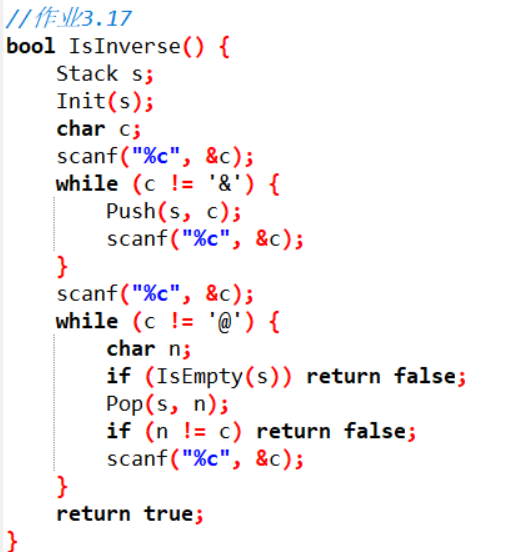 //作业3.17
bool IsInverse() {
    Stack s;
    Init(s);
    char c;
    scanf("%c", &c);
    while (c != '&') {
        Push(s, c);
        scanf("%c", &c);
    }
    scanf("%c", &c);
    while (c != '@') {
        char n;
        if (IsEmpty(s)) return false;
        Pop(s, n);
        if (n != c) return false;
        scanf("%c", &c);
    }
    return true;
}